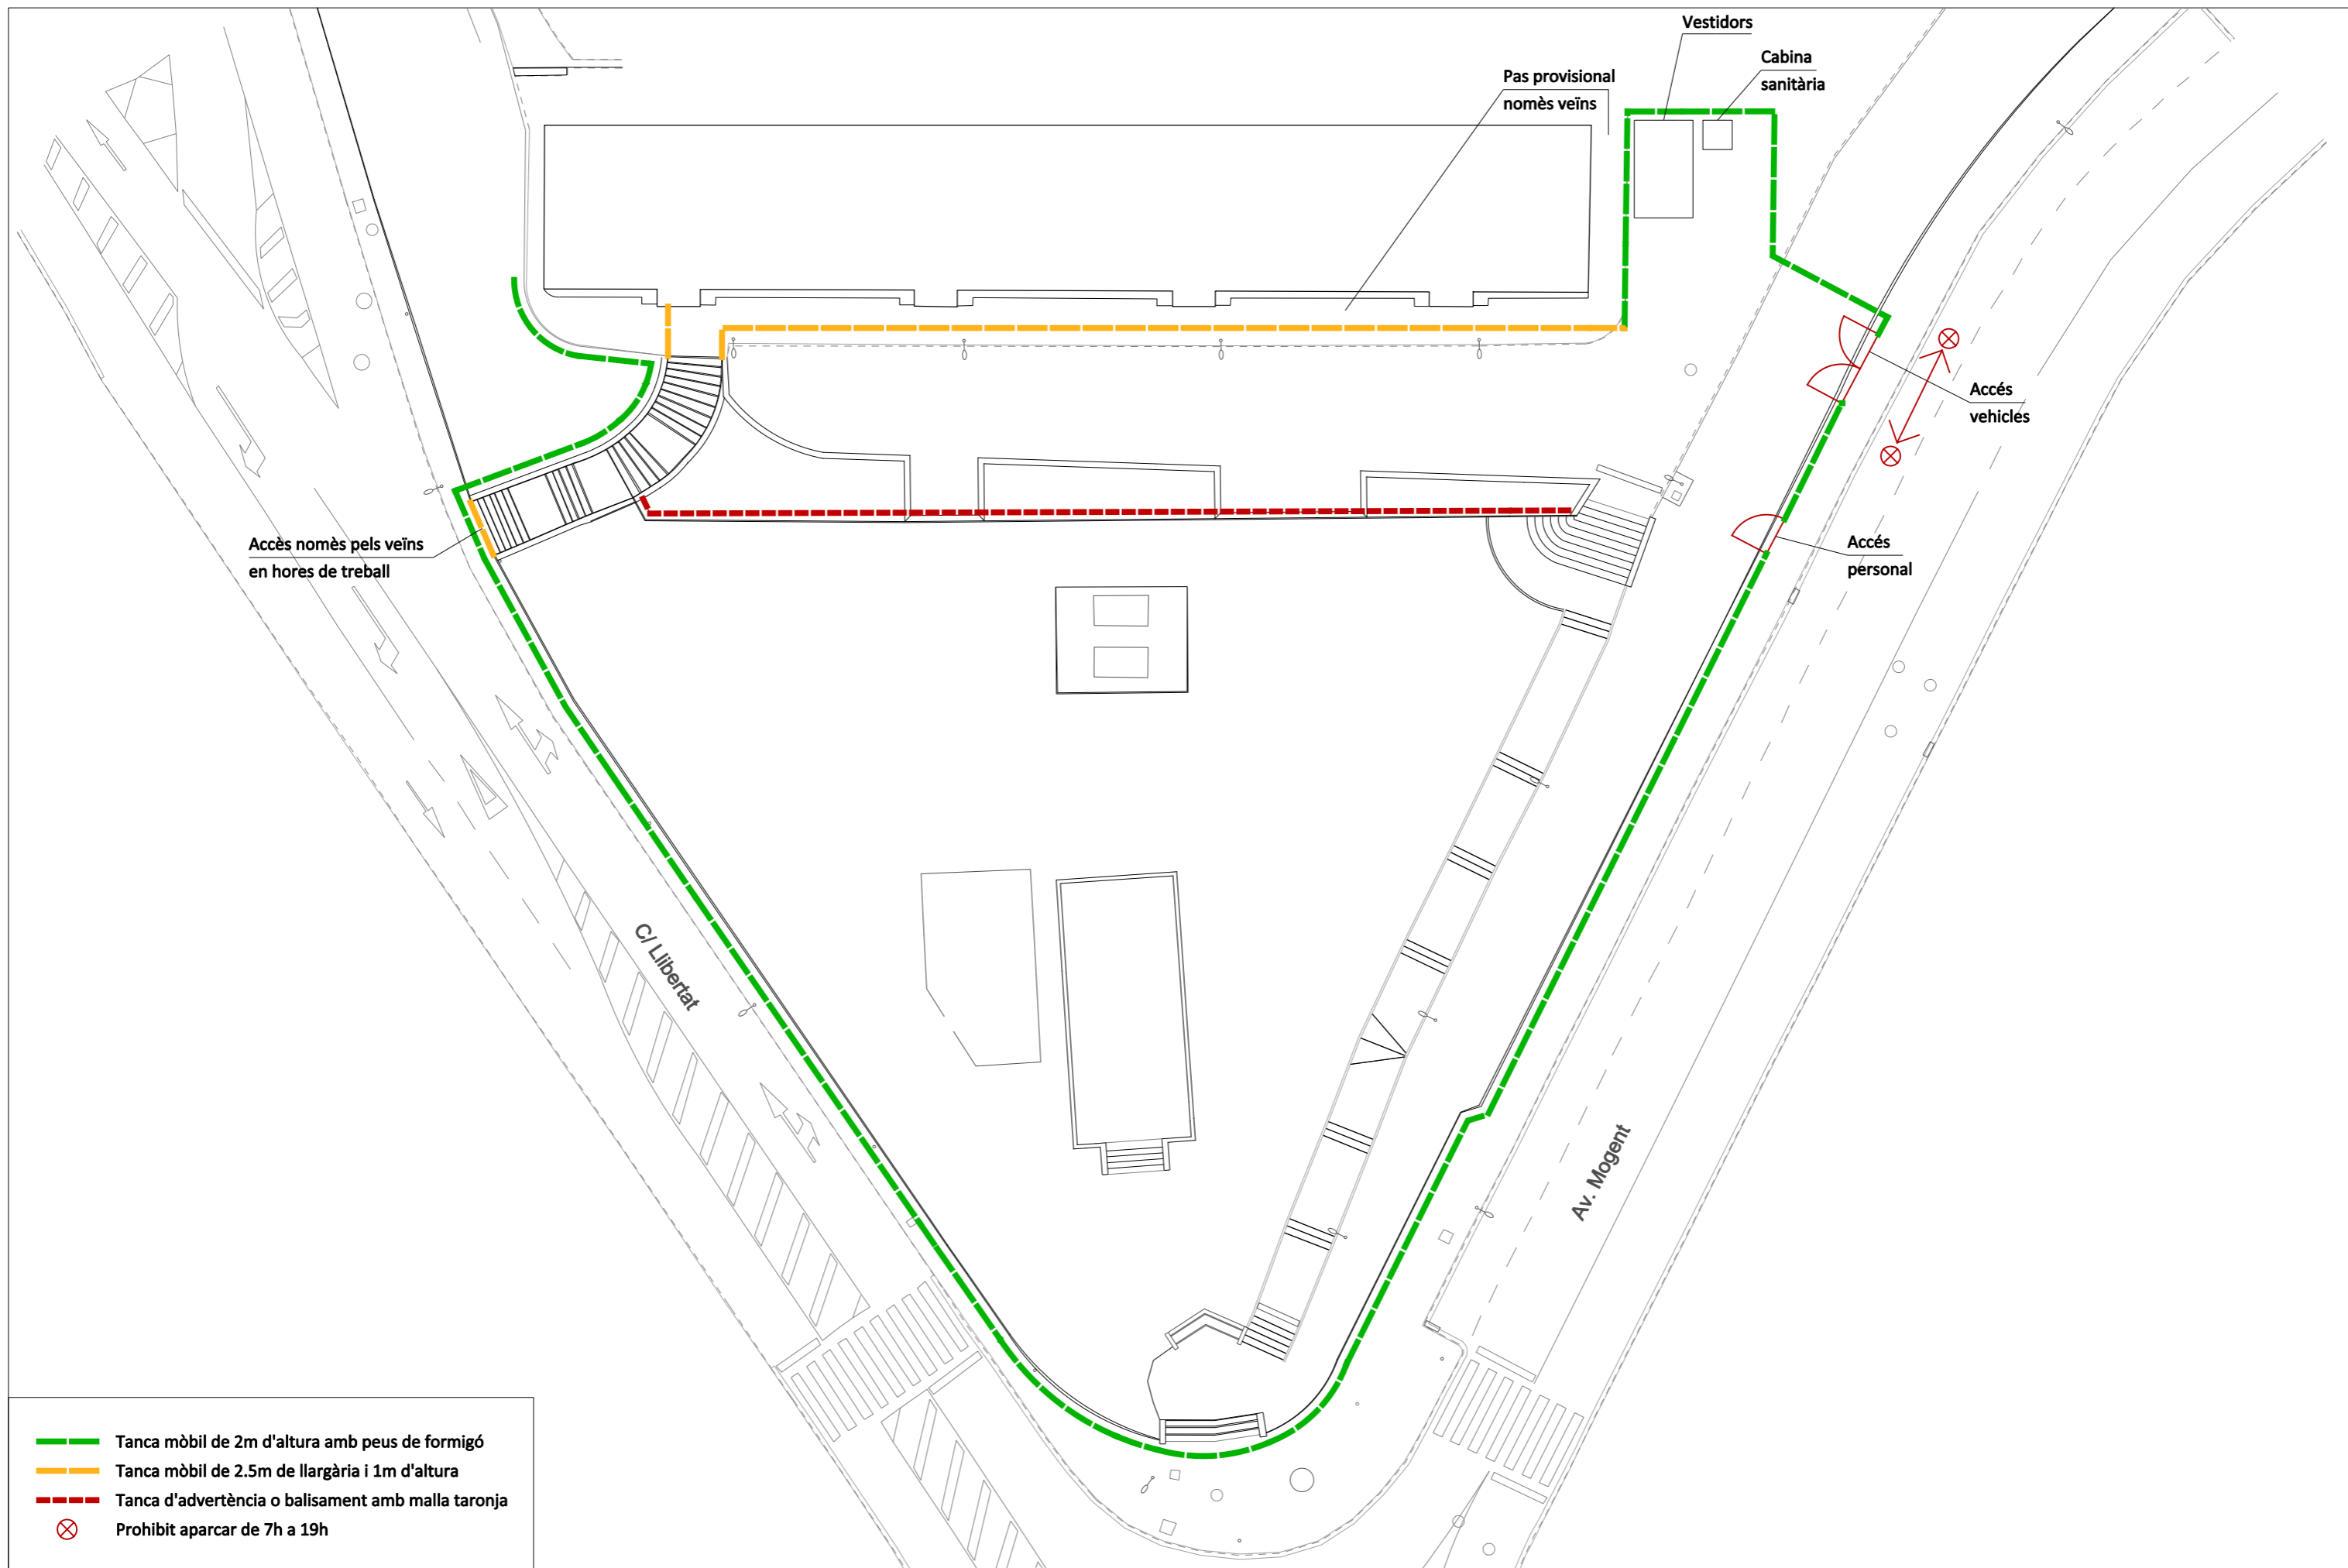 Vestidors
Cabina
sanitària
Pas provisional
nomès veïns
Accés
vehicles
Accès nomès pels veïns
en hores de treball
Accés
personal
C/ Llibertat
Av. Mogent
Tanca mòbil de 2m d'altura amb peus de formigó
Tanca mòbil de 2.5m de llargària i 1m d'altura
Tanca d'advertència o balisament amb malla taronja
Prohibit aparcar de 7h a 19h